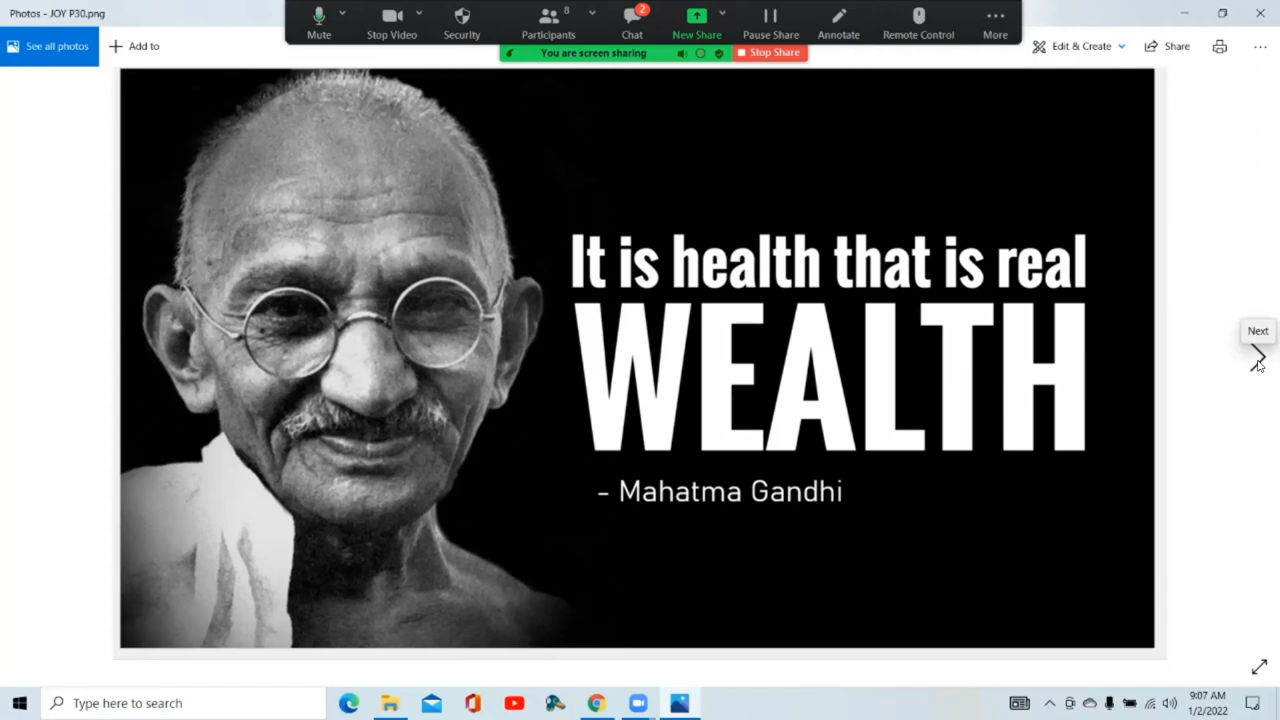 Photos - JOY P30.png
8
2
Mute
Stop Video
Security
Participants
Chat
New Share
Pause Share
Annotate
Remote Control
More
See all photos
Add to
You are screen sharing
Stop Share
Edit & Create
Share
It is health that is real
WEALTH
- Mahatma Gandhi
Next
Type here to search
9:07 AM
1/2/2022